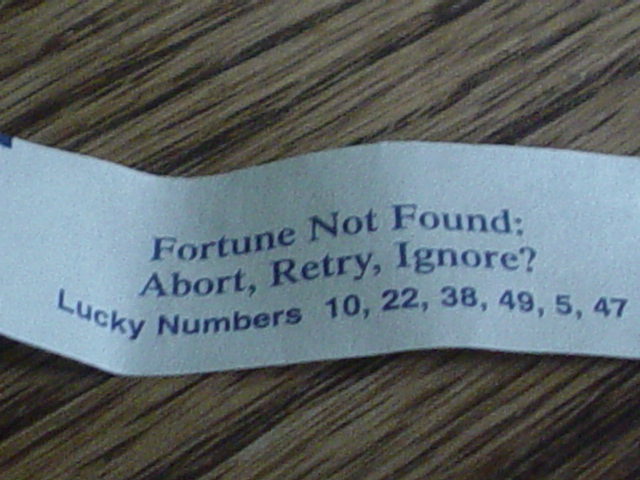 Fortune Not Found:
Abort, Retry, Ignore?
Lucky Numbers 10, 22, 38, 49, 5, 47